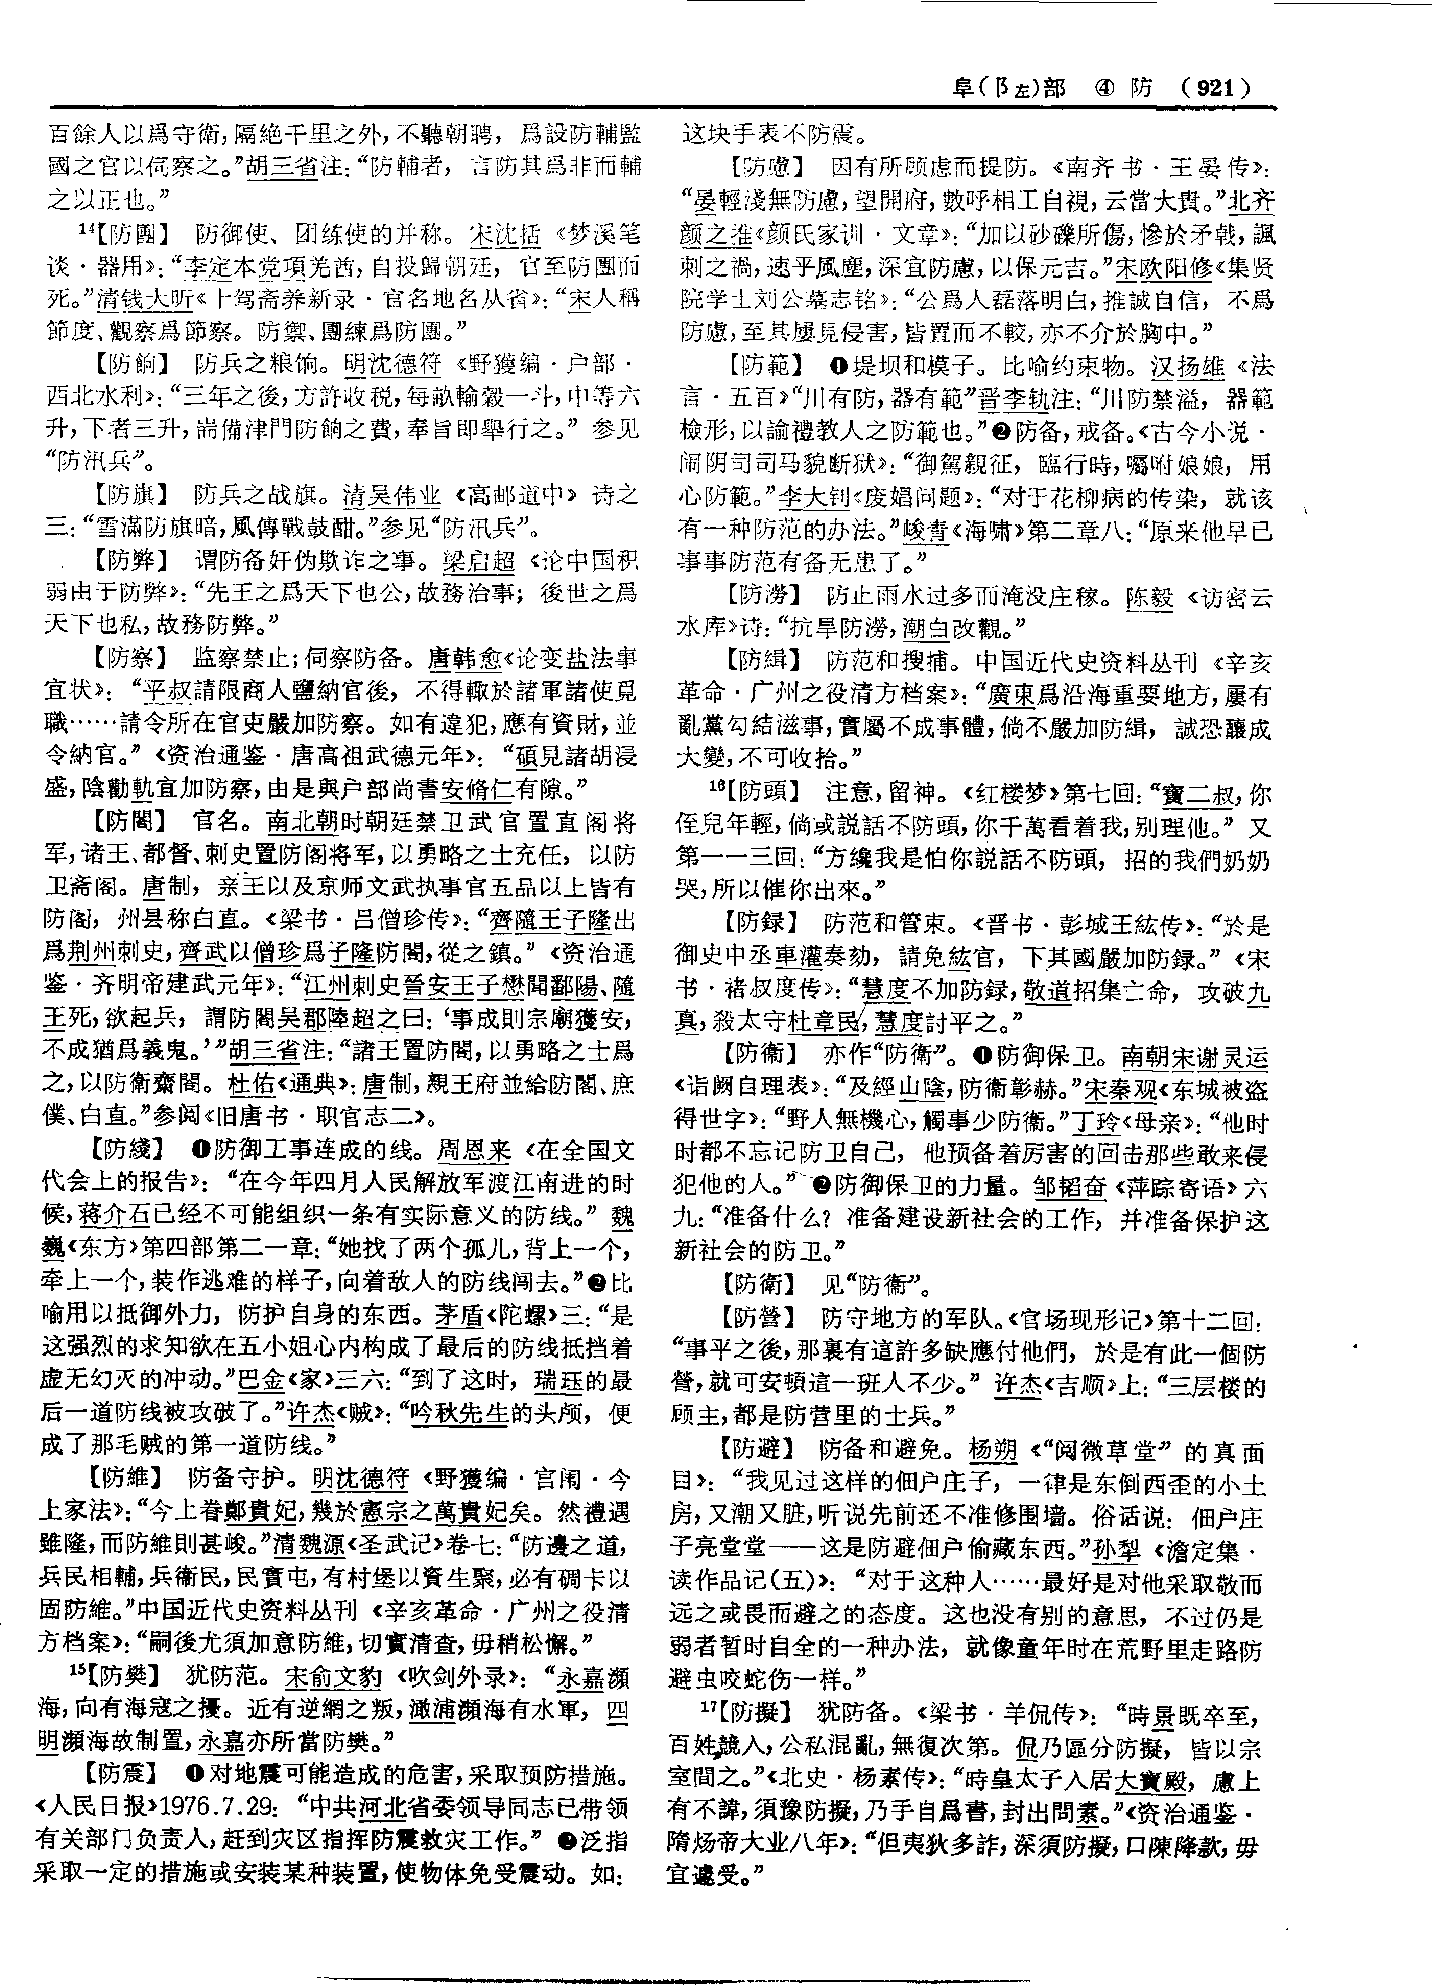 阜(阝左)部　④　防　(921)
百餘人以爲守衛，隔絶千里之外，不聽朝聘，爲設防輔監
國之官以伺察之。”胡三省注：“防輔者，言防其爲非而輔
之以正也。”
14【防團】　防御使、团练使的并称。宋沈括《梦溪笔
谈·器用》：“李定本党項羌酋，自投歸朝廷，官至防團而
死。”清钱大昕《十驾斋养新录·官名地名从省》：“宋人稱
節度、觀察爲節察。防禦、團練爲防團。”
【防餉】　防兵之粮饷。明沈德符《野獲编·户部·
西北水利》：“三年之後，方許收税，每畝輸穀一斗，中等六
升，下者三升，耑備津門防餉之費，奉旨即舉行之。”参见
“防汛兵”。
【防旗】　防兵之战旗。清吴伟业《高邮道中》诗之
三：“雪滿防旗暗，風傳戰鼓酣。”参见“防汛兵”。
【防弊】　谓防备奸伪欺诈之事。梁启超《论中国积
弱由于防弊》：“先王之爲天下也公，故務治事；後世之爲
天下也私，故務防弊。”
【防察】　监察禁止；伺察防备。唐韩愈《论变盐法事
宜状》：“平叔請限商人鹽納官後，不得輒於諸軍諸使覓
職……請令所在官吏嚴加防察。如有違犯，應有資財，並
令納官。”《资治通鉴·唐高祖武德元年》：“碩見諸胡浸
盛，陰勸軌宜加防察，由是與户部尚書安脩仁有隙。”
【防閤】　官名。南北朝时朝廷禁卫武官置直阁将
军，诸王、都督、刺史置防阁将军，以勇略之士充任，以防
卫斋阁。唐制，亲王以及京师文武执事官五品以上皆有
防阁，州县称白直。《梁书·吕僧珍传》：“齊隨王子隆出
爲荆州刺史，齊武以僧珍爲子隆防閤，從之鎮。”《资治通
鉴·齐明帝建武元年》：“江州刺史晉安王子懋聞鄱陽、隨
王死，欲起兵，謂防閤吴郡陸超之曰：‘事成則宗廟獲安，
不成猶爲義鬼。’”胡三省注：“諸王置防閤，以勇略之士爲
之，以防衛齋閤。杜佑《通典》：唐制，親王府並給防閤、庶
僕、白直。”参阅《旧唐书·职官志二》。
【防綫】　❶防御工事连成的线。周恩来《在全国文
代会上的报告》：“在今年四月人民解放军渡江南进的时
候，蒋介石已经不可能组织一条有实际意义的防线。”魏
巍《东方》第四部第二一章：“她找了两个孤儿，背上一个，
牵上一个，装作逃难的样子，向着敌人的防线闯去。”❷比
喻用以抵御外力，防护自身的东西。茅盾《陀螺》三：“是
这强烈的求知欲在五小姐心内构成了最后的防线抵挡着
虚无幻灭的冲动。”巴金《家》三六：“到了这时，瑞珏的最
后一道防线被攻破了。”许杰《贼》：“吟秋先生的头颅，便
成了那毛贼的第一道防线。”
【防維】　防备守护。明沈德符《野獲编·宫闱·今
上家法》：“今上眷鄭貴妃，幾於憲宗之萬貴妃矣。然禮遇
雖隆，而防維則甚峻。”清魏源《圣武记》卷七：“防邊之道，
兵民相輔，兵衛民，民實屯，有村堡以資生聚，必有碉卡以
固防維。”中国近代史资料丛刊《辛亥革命·广州之役清
方档案》：“嗣後尤須加意防維，切實清查，毋稍松懈。”
15【防樊】　犹防范。宋俞文豹《吹剑外录》：“永嘉瀕
海，向有海寇之擾。近有逆網之叛，澉浦瀕海有水軍，四
明瀕海故制置，永嘉亦所當防樊。”
【防震】　❶对地震可能造成的危害，采取预防措施。
《人民日报》1976.7.29：“中共河北省委领导同志已带领
有关部门负责人，赶到灾区指挥防震救灾工作。”❷泛指
采取一定的措施或安装某种装置，使物体免受震动。如：
这块手表不防震。
【防慮】　因有所顾虑而提防。《南齐书·王晏传》：
“晏輕淺無防慮，望開府，數呼相工自視，云當大貴。”北齐
颜之推《颜氏家训·文章》：“加以砂礫所傷，慘於矛戟，諷
刺之禍，速乎風塵，深宜防慮，以保元吉。”宋欧阳修《集贤
院学士刘公墓志铭》：“公爲人磊落明白，推誠自信，不爲
防慮，至其屢見侵害，皆置而不較，亦不介於胸中。”
【防範】　❶堤坝和模子。比喻约束物。汉扬雄《法
言·五百》“川有防，器有範”晋李轨注：“川防禁溢，器範
檢形，以諭禮教人之防範也。”❷防备，戒备。《古今小说·
闹阴司司马貌断狱》：“御駕親征，臨行時，囑咐娘娘，用
心防範。”李大钊《废娼问题》：“对于花柳病的传染，就该
有一种防范的办法。”峻青《海啸》第二章八：“原来他早已
事事防范有备无患了。”
【防澇】　防止雨水过多而淹没庄稼。陈毅《访密云
水库》诗：“抗旱防澇，潮白改觀。”
【防緝】　防范和搜捕。中国近代史资料丛刊《辛亥
革命·广州之役清方档案》：“廣東爲沿海重要地方，屢有
亂黨勾結滋事，實屬不成事體，倘不嚴加防緝，誠恐釀成
大變，不可收拾。”
16【防頭】　注意，留神。《红楼梦》第七回：“寶二叔，你
侄兒年輕，倘或説話不防頭，你千萬看着我，别理他。”又
第一一三回：“方纔我是怕你説話不防頭，招的我們奶奶
哭，所以催你出來。”
【防録】　防范和管束。《晋书·彭城王紘传》：“於是
御史中丞車灌奏劾，請免紘官，下其國嚴加防録。”《宋
书·褚叔度传》：“慧度不加防録，敬道招集亡命，攻破九
真，殺太守杜章民，慧度討平之。”
【防衞】　亦作“防衛”。❶防御保卫。南朝宋谢灵运
《诣阙自理表》：“及經山陰，防衞彰赫。”宋秦观《东城被盗
得世字》：“野人無機心，觸事少防衞。”丁玲《母亲》：“他时
时都不忘记防卫自己，他预备着厉害的回击那些敢来侵
犯他的人。”❷防御保卫的力量。邹韬奋《萍踪寄语》六
九：“准备什么？准备建设新社会的工作，并准备保护这
新社会的防卫。”
【防衛】　见“防衞”。
【防營】　防守地方的军队。《官场现形记》第十二回：
“事平之後，那裏有這許多缺應付他們，於是有此一個防
營，就可安頓這一班人不少。”许杰《吉顺》上：“三层楼的
顾主，都是防营里的士兵。”
【防避】　防备和避免。杨朔《“阅微草堂”的真面
目》：“我见过这样的佃户庄子，一律是东倒西歪的小土
房，又潮又脏，听说先前还不准修围墙。俗话说：佃户庄
子亮堂堂——这是防避佃户偷藏东西。”孙犁《澹定集·
读作品记(五)》：“对于这种人……最好是对他采取敬而
远之或畏而避之的态度。这也没有别的意思，不过仍是
弱者暂时自全的一种办法，就像童年时在荒野里走路防
避虫咬蛇伤一样。”
17【防擬】　犹防备。《梁书·羊侃传》：“時景既卒至，
百姓競入，公私混亂，無復次第。侃乃區分防擬，皆以宗
室間之。”《北史·杨素传》：“時皇太子入居大寶殿，慮上
有不諱，須豫防擬，乃手自爲書，封出問素。”《资治通鉴·
隋炀帝大业八年》：“但夷狄多詐，深須防擬，口陳降款，毋
宜遽受。”